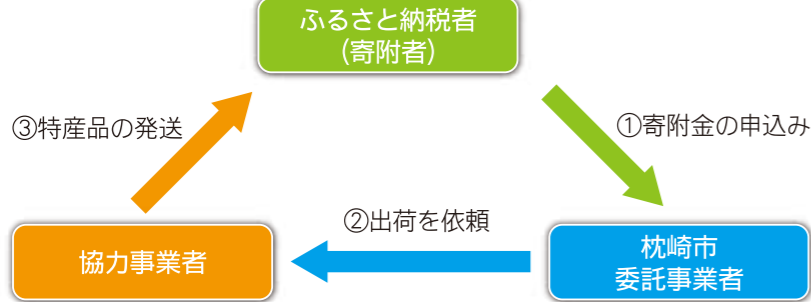 ふるさと納税者
(寄附者)
③特産品の発送
①寄附金の申込み
②出荷を依頼
協力事業者
枕崎市
委託事業者